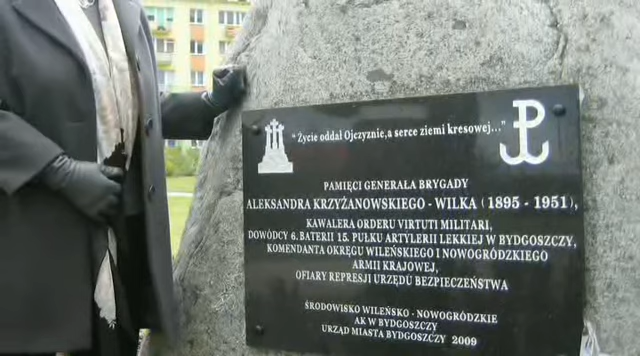 "Życie oddał Ojczyznie, a serce ziemi kresowej..."
PAMIĘCI GENERAŁA BRYGADY
ALEKSANDRA KRZYŻANOWSKIEGO - WILKA (1895 - 1951),
KAWALERA ORDERU VIRTUTI MILITARI,
DOWÓDCY 6. BATERII 15. PUŁKU ARTYLERII LEKKIEJ W BYDGOSZCZY,
KOMENDANTA OKRĘGU WILEŃSKIEGO I NOWOGRÓDZKIEGO
ARMII KRAJOWEJ,
OFIARY REPRESJI URZĘDU BEZPIECZEŃSTWA
ŚRODOWISKO WILEŃSKO - NOWOGRÓDZKIE
AK W BYDGOSZCZY
URZĄD MIASTA BYDGOSZCZY 2009